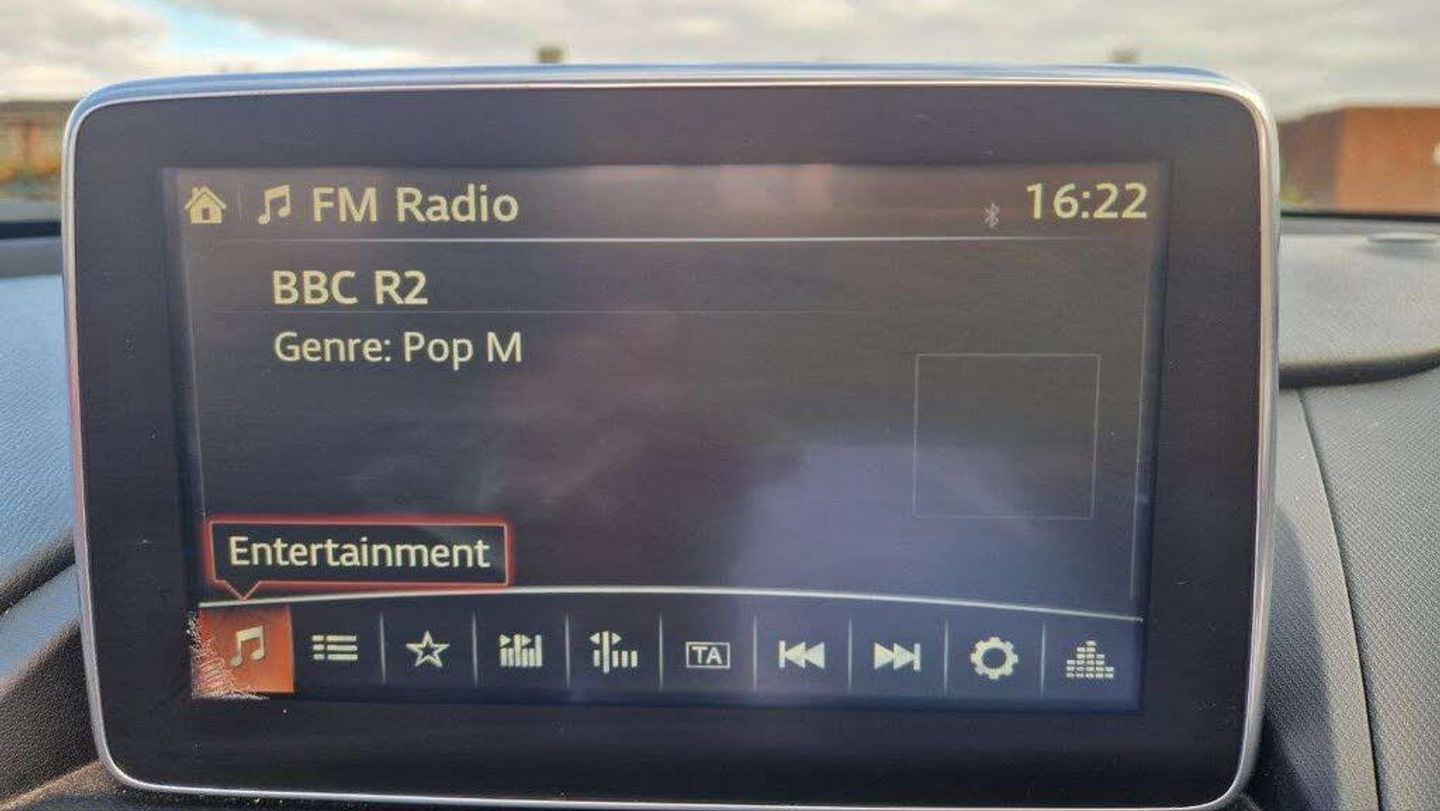 FM Radio
16:22
BBC R2
Genre: Pop M
Entertainment
TA